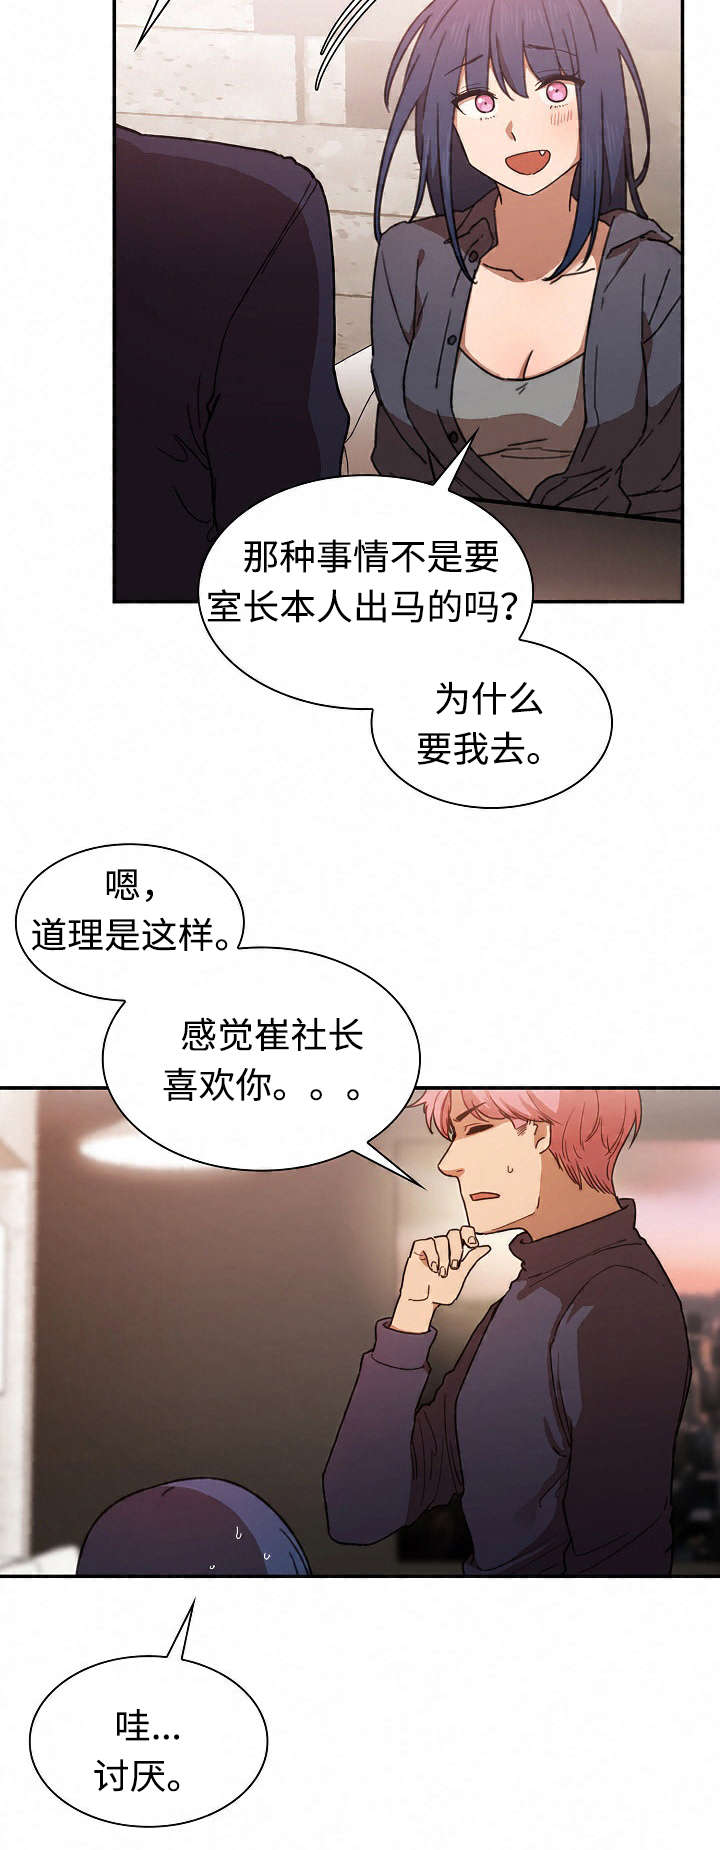 那种事情不是要
室长本人出马的吗？
为什么
要我去。
嗯，
道理是这样。
感觉崔社长
喜欢你。。。
哇...
讨厌。